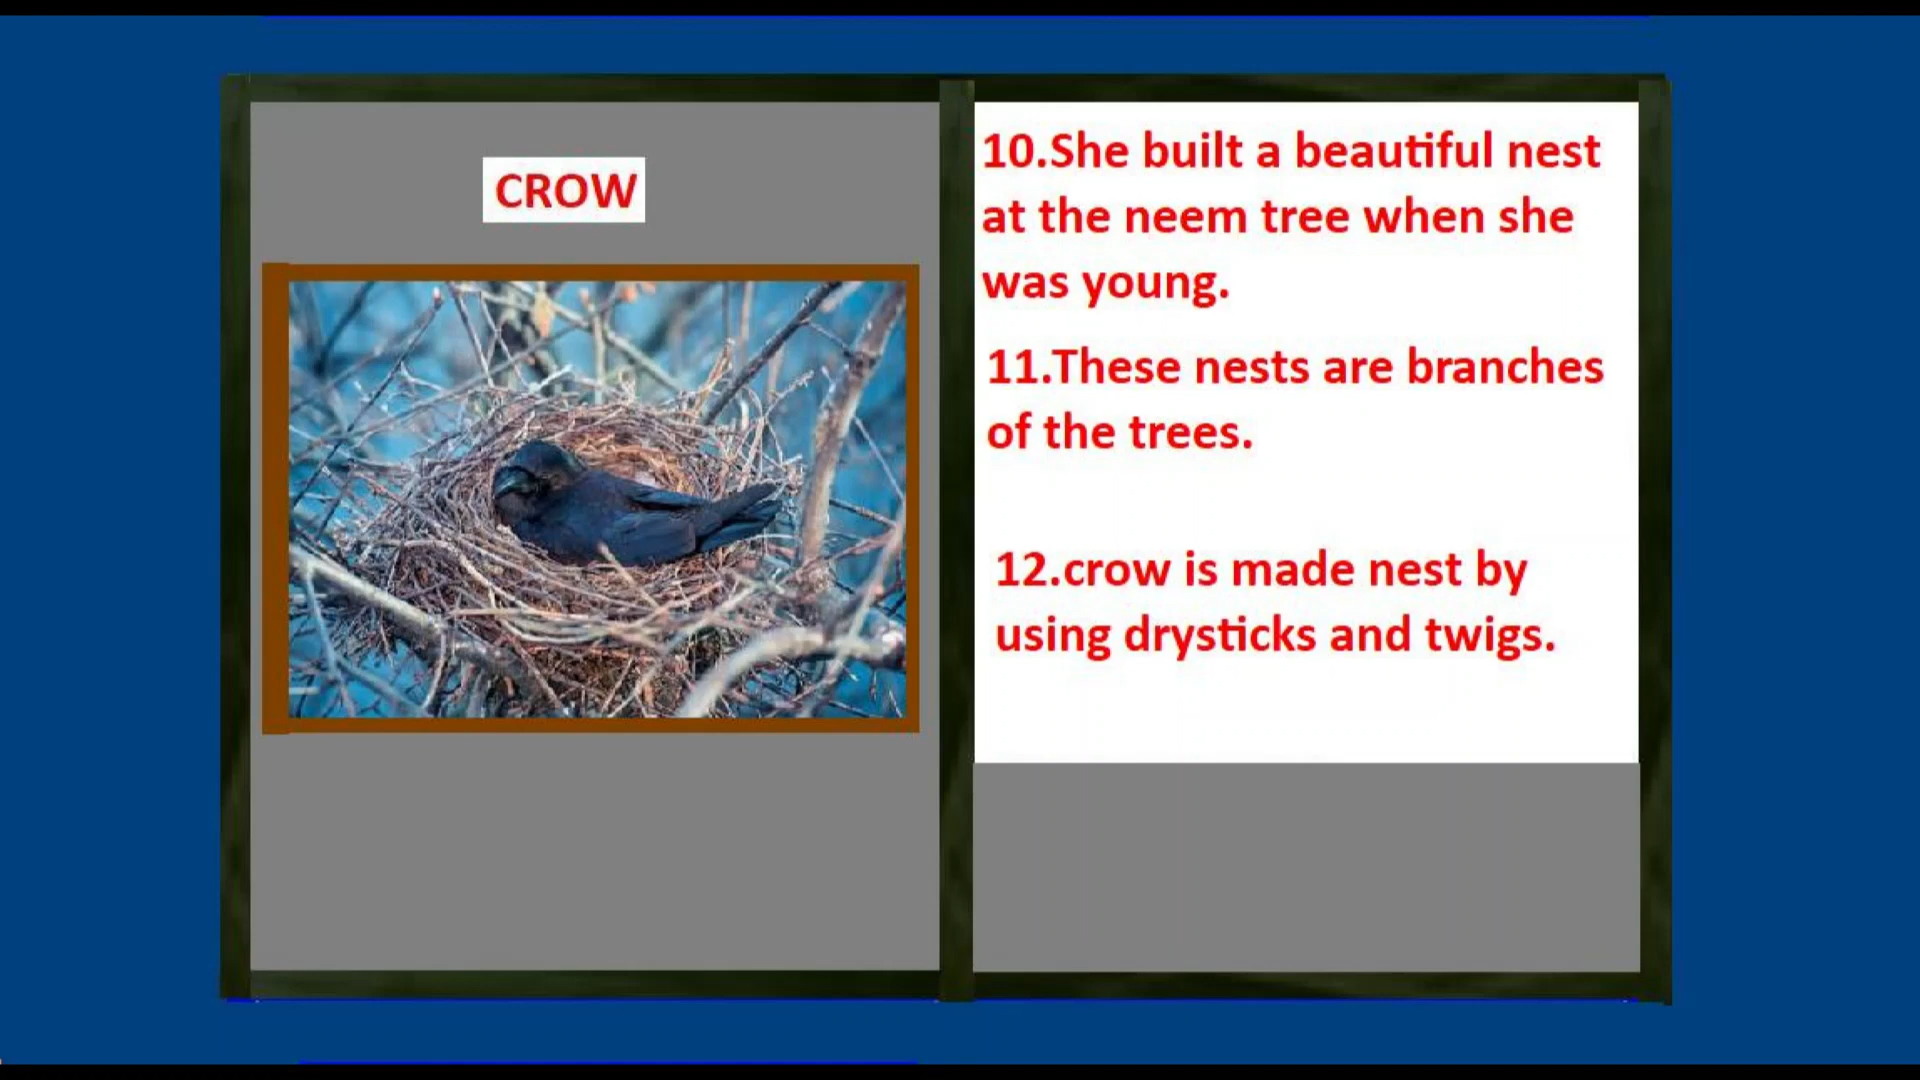 CROW
10.She built a beautiful nest
at the neem tree when she
was young.
11.These nests are branches
of the trees.
12.crow is made nest by
using drysticks and twigs.